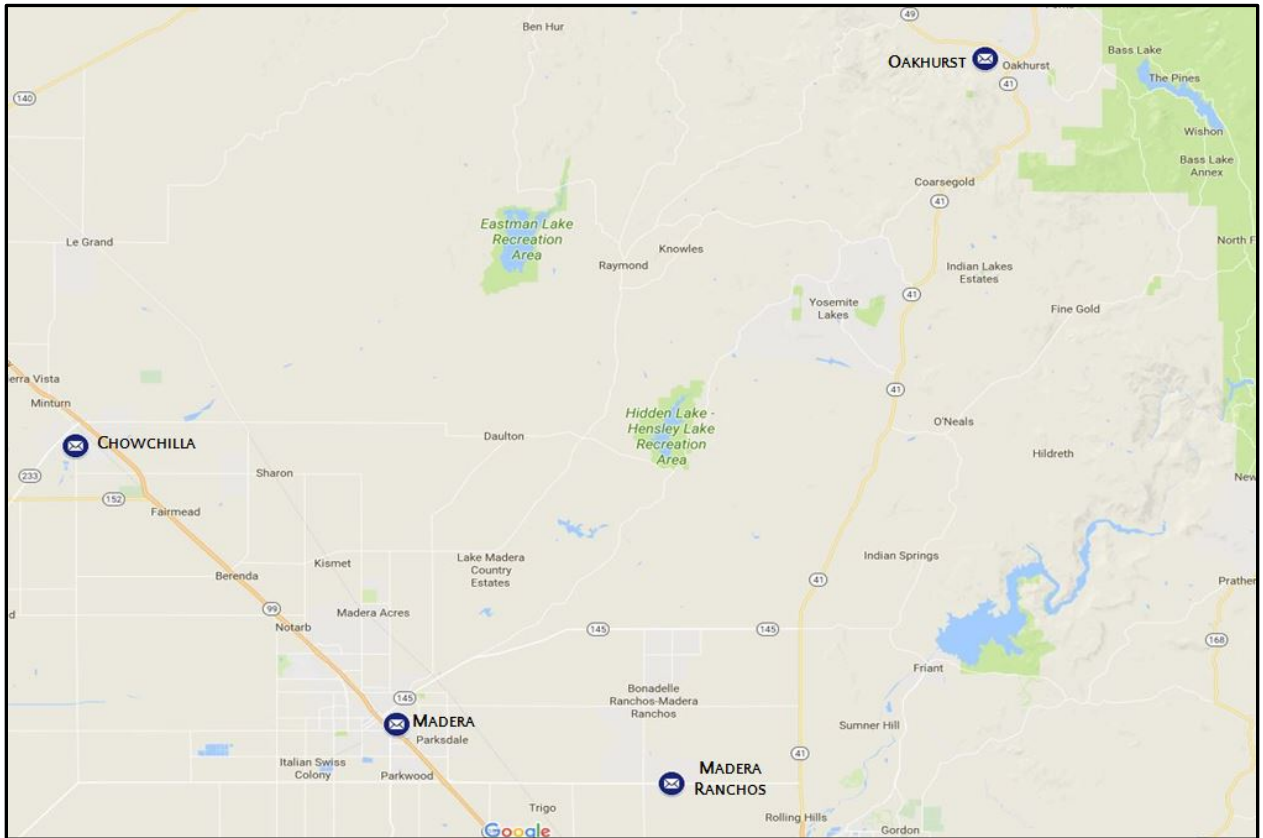 49
Ben Hur
OAKHURST
Oakhurst
41
Bass Lake
The Pines
140
Wishon
Bass Lake
Annex
Coarsegold
41
Eastman Lake
Recreation
Area
Le Grand
Knowles
Raymond
North F
Indian Lakes
Estates
41
Yosemite
Lakes
Fine Gold
erra Vista
Minturn
41
Hidden Lake -
Hensley Lake
Recreation
Area
O'Neals
CHOWCHILLA
Daulton
Hildreth
233
Sharon
New
152
Fairmead
Lake Madera
Country
Estates
Indian Springs
Kismet
Berenda
41
Prather
99
Madera Acres
d
Notarb
145
145
168
Friant
145
Bonadelle
Ranchos-Madera
Ranchos
MADERA
Parksdale
Sumner Hill
41
Italian Swiss
Colony
Parkwood
MADERA
RANCHOS
Trigo
Rolling Hills
Google
Gordon